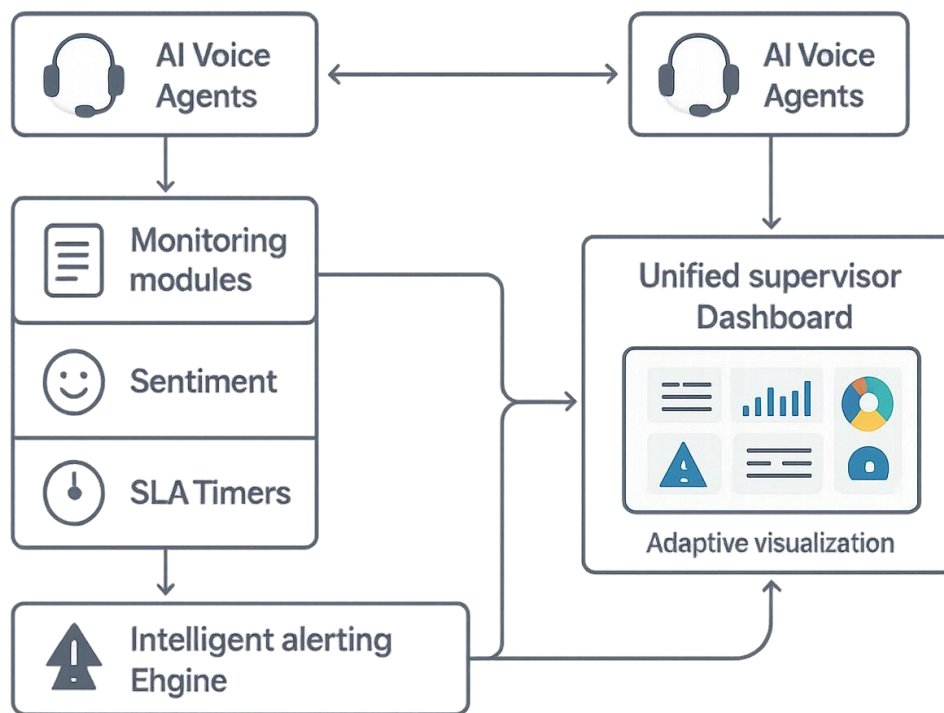 AI Voice
Agents
AI Voice
Agents
Monitoring
modules
Sentiment
SLA Timers
Intelligent alerting
Ehgine
Unified supervisor
Dashboard
Adaptive visualization